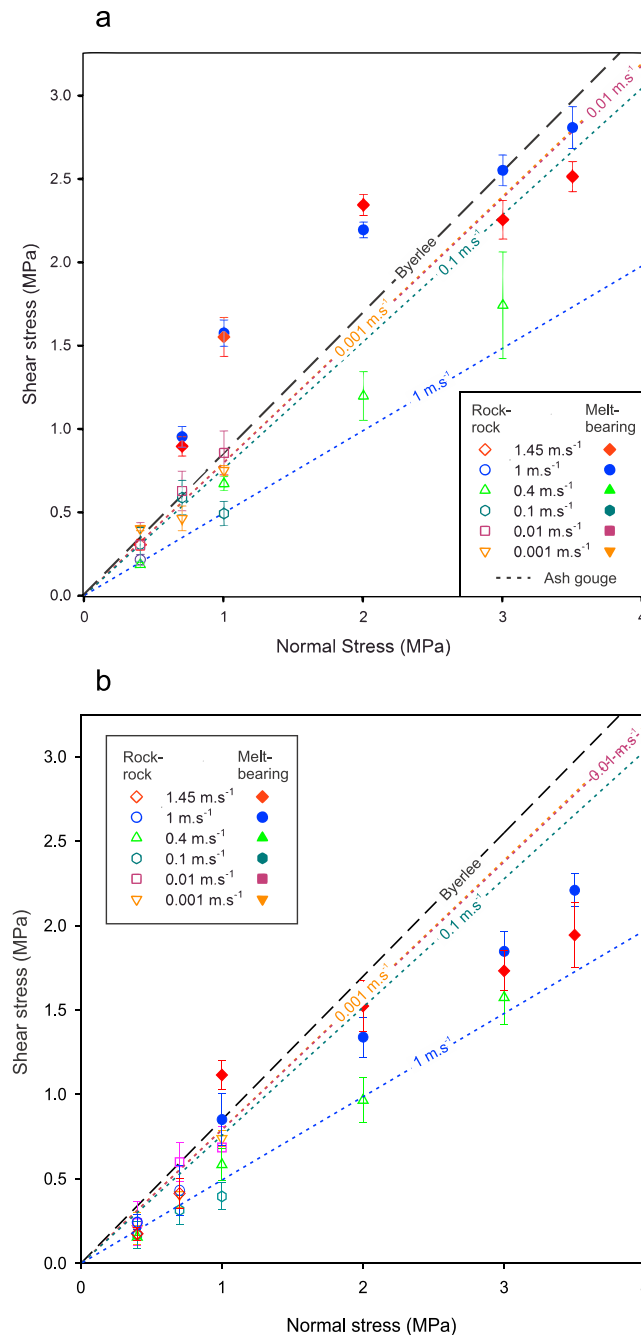 a
3.0
2.5
2.0
1.5
1.0
0.5
0.0
0
1
2
3
4
Shear stress (MPa)
Normal Stress (MPa)
Byerlee
0.01 m.s⁻¹
0.1 m.s⁻¹
0.001 m.s⁻¹
1 m.s⁻¹
Rock-
rock
Melt-
bearing
1.45 m.s⁻¹
1 m.s⁻¹
0.4 m.s⁻¹
0.1 m.s⁻¹
0.01 m.s⁻¹
0.001 m.s⁻¹
Ash gouge
b
3.0
2.5
2.0
1.5
1.0
0.5
0.0
0
1
2
3
Shear stress (MPa)
Normal stress (MPa)
Rock-
rock
Melt-
bearing
1.45 m.s⁻¹
1 m.s⁻¹
0.4 m.s⁻¹
0.1 m.s⁻¹
0.01 m.s⁻¹
0.001 m.s⁻¹
Byerlee
0.01 m.s⁻¹
0.1 m.s⁻¹
0.001 m.s⁻¹
1 m.s⁻¹